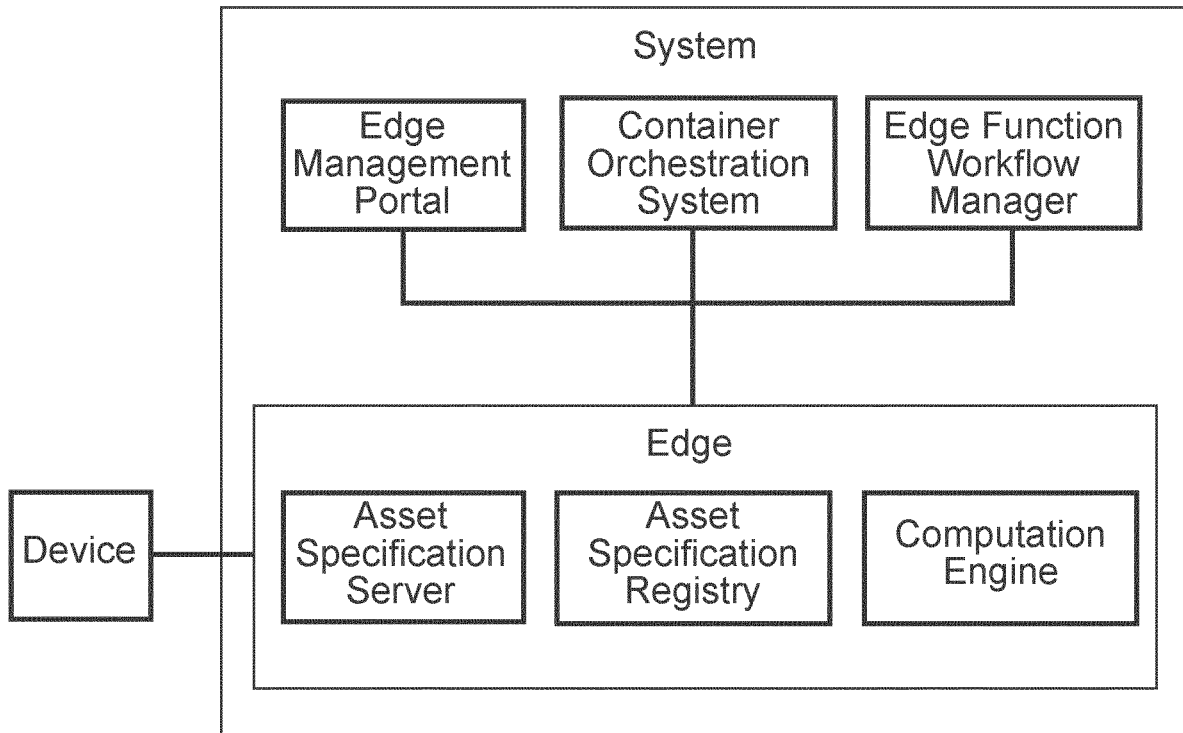 System
Edge
Management
Portal
Container
Orchestration
System
Edge Function
Workflow
Manager
Edge
Device
Asset
Specification
Server
Asset
Specification
Registry
Computation
Engine